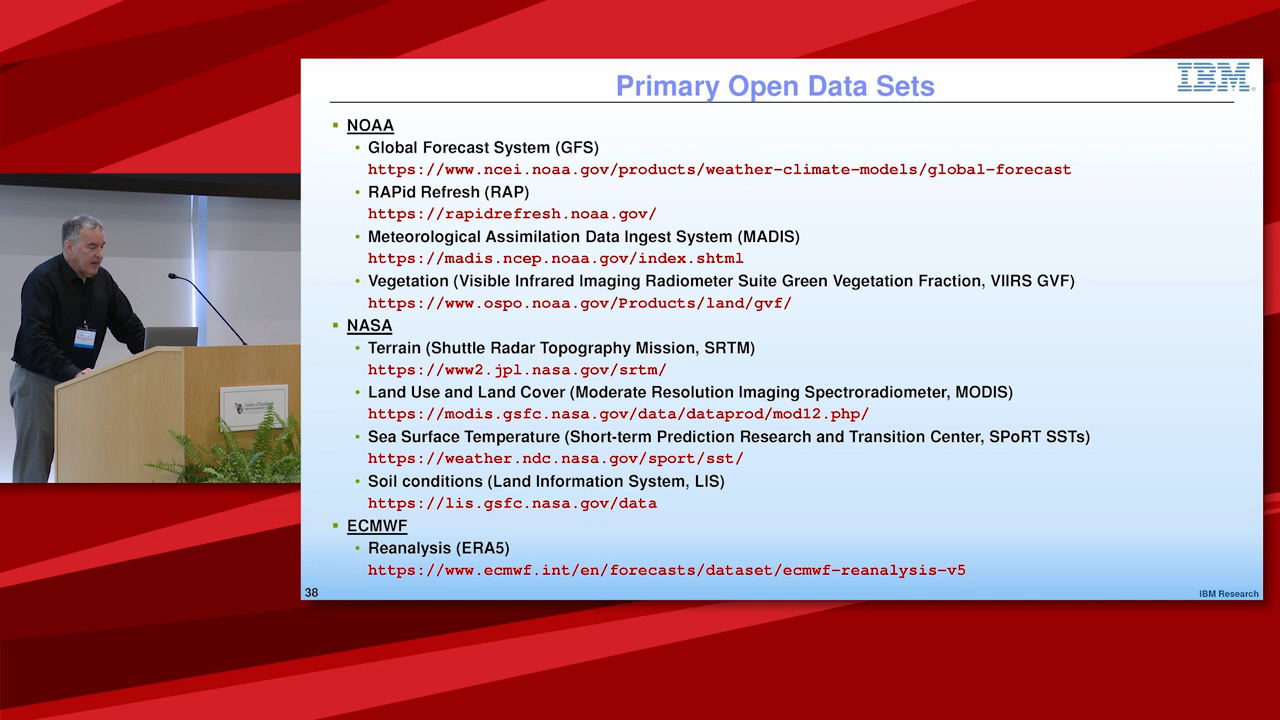 Primary Open Data Sets
IBM
NOAA
Global Forecast System (GFS)
https://www.ncei.noaa.gov/products/weather-climate-models/global-forecast
RAPid Refresh (RAP)
https://rapidrefresh.noaa.gov/
Meteorological Assimilation Data Ingest System (MADIS)
https://madis.ncep.noaa.gov/index.shtml
Vegetation (Visible Infrared Imaging Radiometer Suite Green Vegetation Fraction, VIIRS GVF)
https://www.ospo.noaa.gov/Products/land/gvf/
NASA
Terrain (Shuttle Radar Topography Mission, SRTM)
https://www2.jpl.nasa.gov/srtm/
Land Use and Land Cover (Moderate Resolution Imaging Spectroradiometer, MODIS)
https://modis.gsfc.nasa.gov/data/dataprod/mod12.php/
Sea Surface Temperature (Short-term Prediction Research and Transition Center, SPoRT SSTs)
https://weather.ndc.nasa.gov/sport/sst/
Soil conditions (Land Information System, LIS)
https://lis.gsfc.nasa.gov/data
ECMWF
Reanalysis (ERA5)
https://www.ecmwf.int/en/forecasts/dataset/ecmwf-reanalysis-v5
38
IBM Research